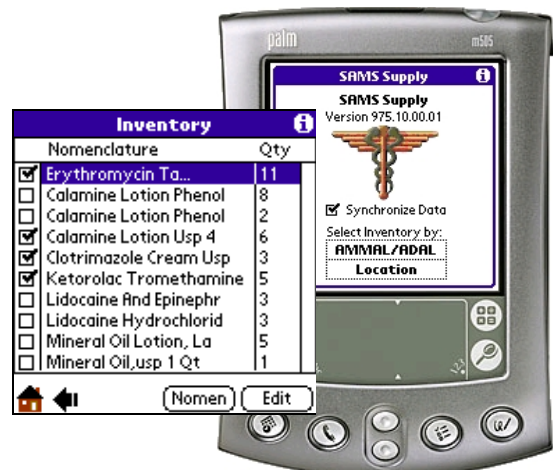 palm
m505
SAMS Supply
SAMS Supply
Version 975.10.00.01
Synchronize Data
Select Inventory by:
AMMAL/ADAL
Location
123
Inventory
Nomenclature Qty
Erythromycin Ta... 11
Calamine Lotion Phenol 8
Calamine Lotion Phenol 2
Calamine Lotion Usp 4 6
Clotrimazole Cream Usp 3
Ketorolac Tromethamine 5
Lidocaine And Epinephr 3
Lidocaine Hydrochlorid 3
Mineral Oil Lotion, La 5
Mineral Oil,usp 1 Qt 1
Nomen Edit